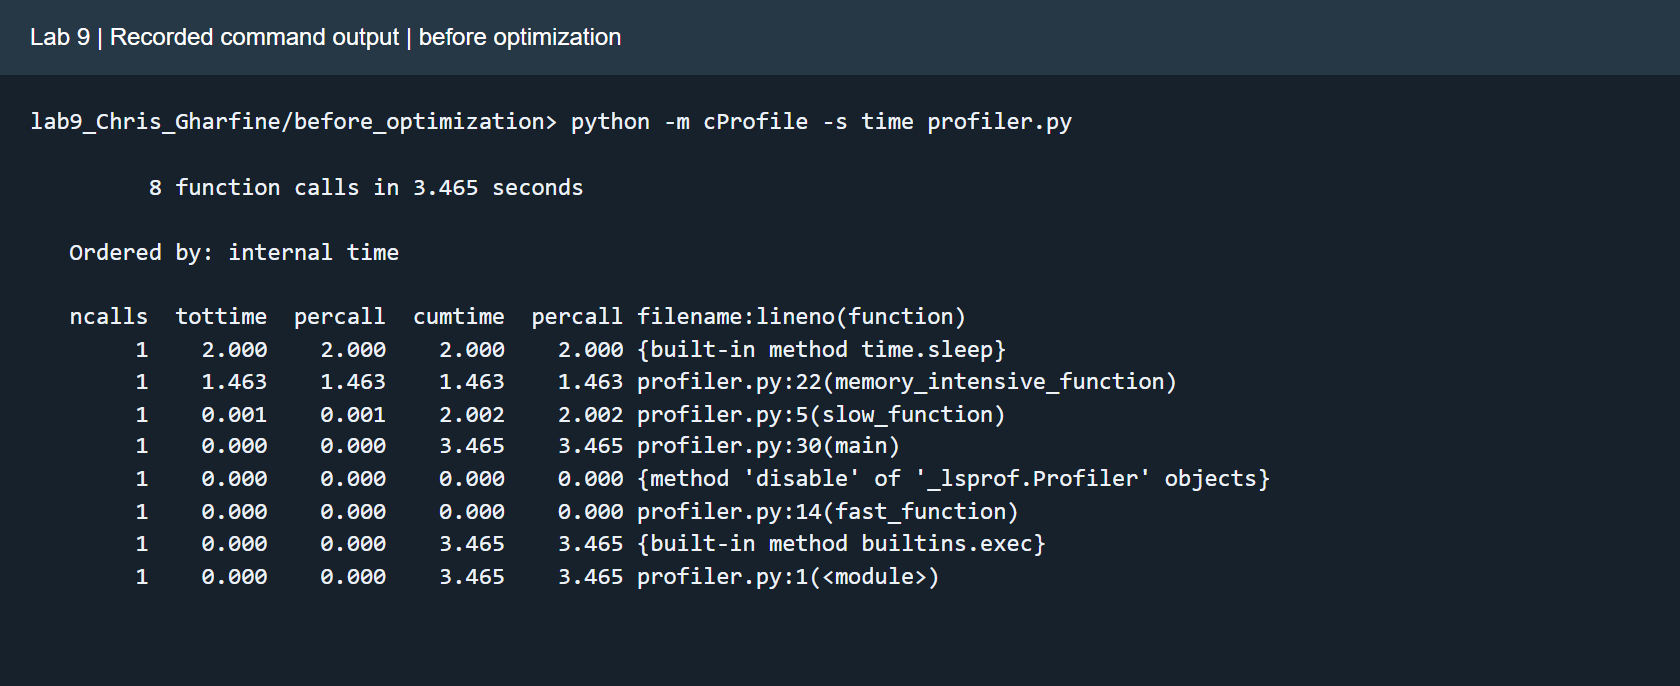 Lab 9 | Recorded command output | before optimization
lab9_Chris_Gharfine/before_optimization> python -m cProfile -s time profiler.py
8 function calls in 3.465 seconds
Ordered by: internal time
ncalls  tottime  percall  cumtime  percall filename:lineno(function)
1    2.000    2.000    2.000    2.000 {built-in method time.sleep}
1    1.463    1.463    1.463    1.463 profiler.py:22(memory_intensive_function)
1    0.001    0.001    2.002    2.002 profiler.py:5(slow_function)
1    0.000    0.000    3.465    3.465 profiler.py:30(main)
1    0.000    0.000    0.000    0.000 {method 'disable' of '_lsprof.Profiler' objects}
1    0.000    0.000    0.000    0.000 profiler.py:14(fast_function)
1    0.000    0.000    3.465    3.465 {built-in method builtins.exec}
1    0.000    0.000    3.465    3.465 profiler.py:1(<module>)